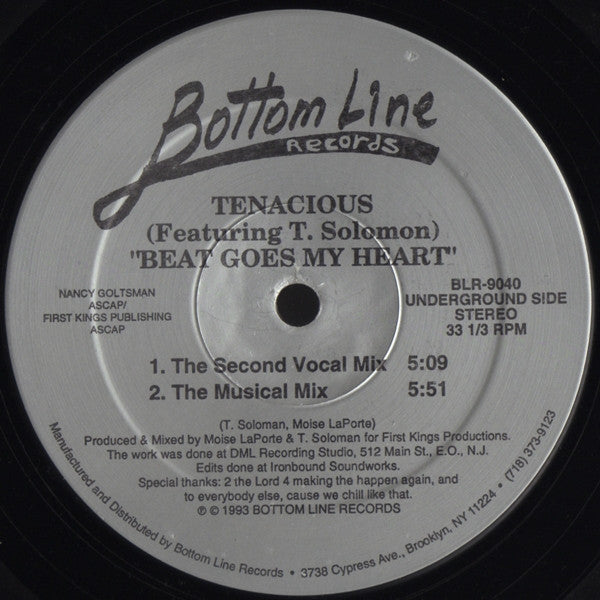 Bottom Line
Records
TENACIOUS
(Featuring T. Solomon)
"BEAT GOES MY HEART"
NANCY GOLTSMAN
ASCAP/
FIRST KINGS PUBLISHING
ASCAP
BLR-9040
UNDERGROUND SIDE
STEREO
33 1/3 RPM
1. The Second Vocal Mix 5:09
2. The Musical Mix 5:51
(T. Soloman, Moise LaPorte)
Produced & Mixed by Moise LaPorte & T. Soloman for First Kings Productions.
The work was done at DML Recording Studio, 512 Main St., E.O., N.J.
Edits done at Ironbound Soundworks.
Special thanks: 2 the Lord 4 making the happen again, and
to everybody else, cause we chill like that.
℗ © 1993 BOTTOM LINE RECORDS
Manufactured and Distributed by Bottom Line Records • 3738 Cypress Ave., Brooklyn, NY 11224 • (718) 373-9123